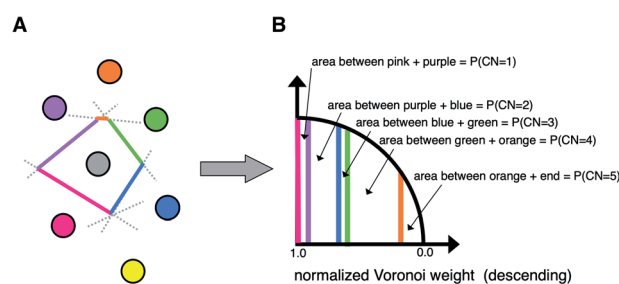 A
B
area between pink + purple = P(CN=1)
area between purple + blue = P(CN=2)
area between blue + green = P(CN=3)
area between green + orange = P(CN=4)
area between orange + end = P(CN=5)
1.0 0.0
normalized Voronoi weight (descending)